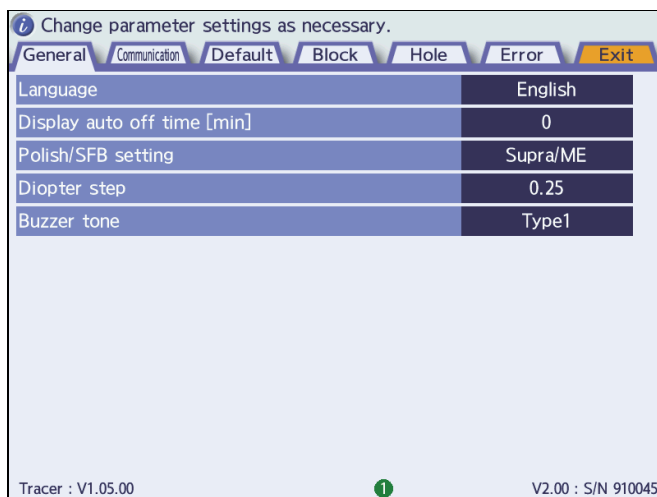 Change parameter settings as necessary.
General Communication Default Block Hole Error Exit
Language English
Display auto off time [min] 0
Polish/SFB setting Supra/ME
Diopter step 0.25
Buzzer tone Type1
Tracer : V1.05.00 1 V2.00 : S/N 910045